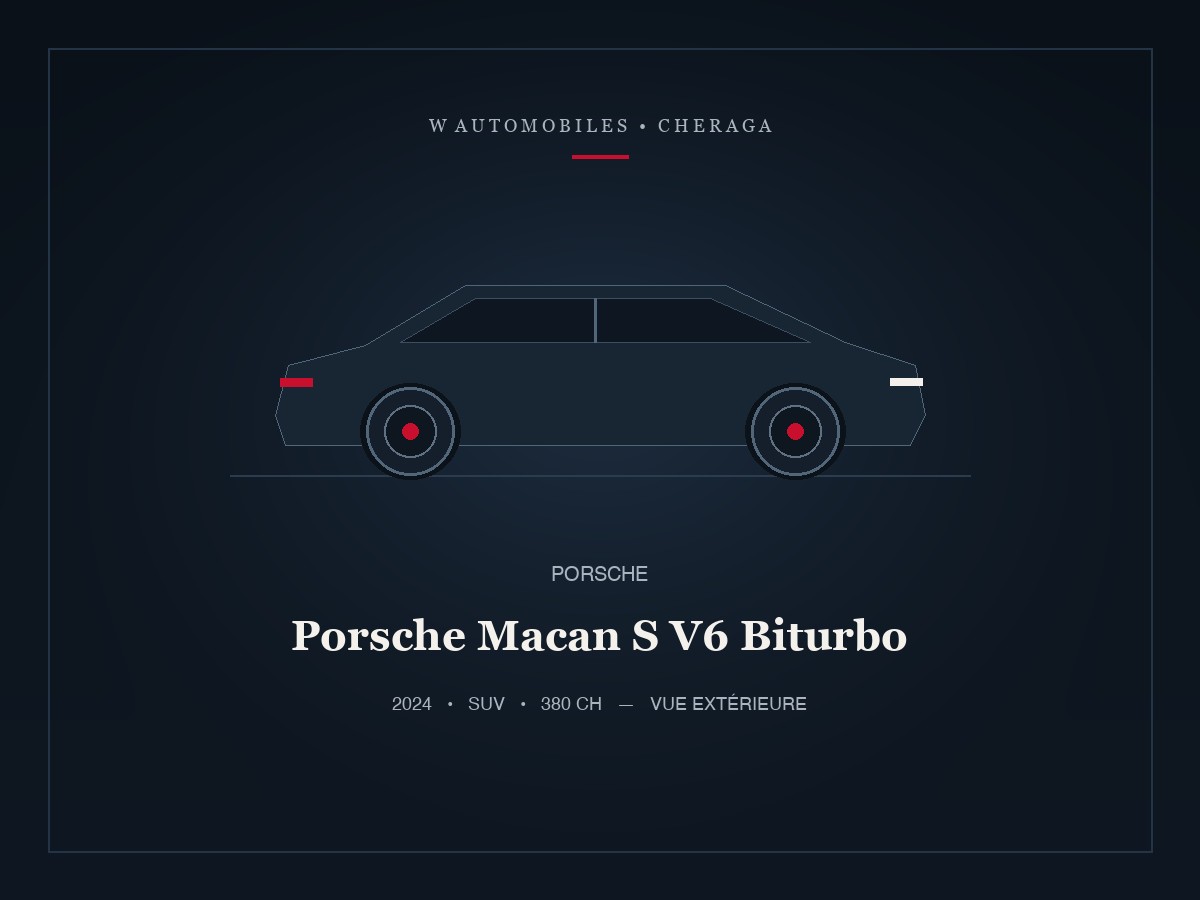 W AUTOMOBILES • CHERAGA
PORSCHE
Porsche Macan S V6 Biturbo
2024 • SUV • 380 CH — VUE EXTÉRIEURE